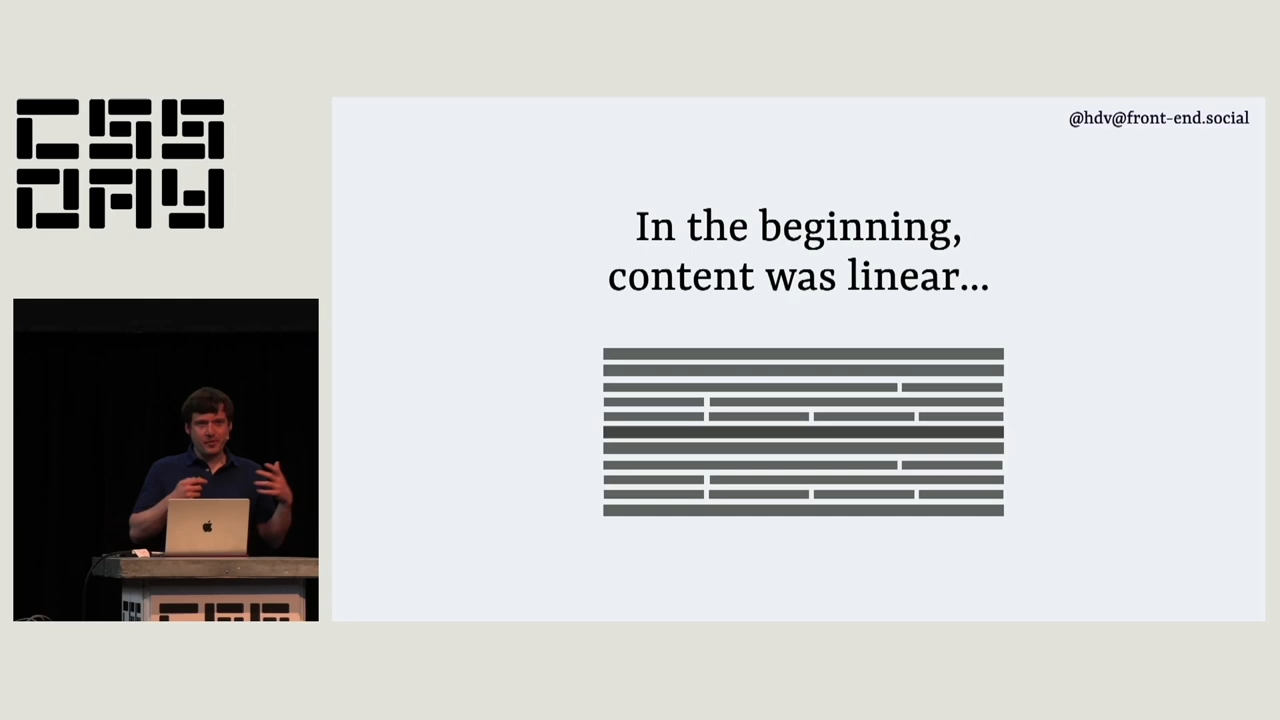 CSS
DAY
@hdv@front-end.social
In the beginning,
content was linear...